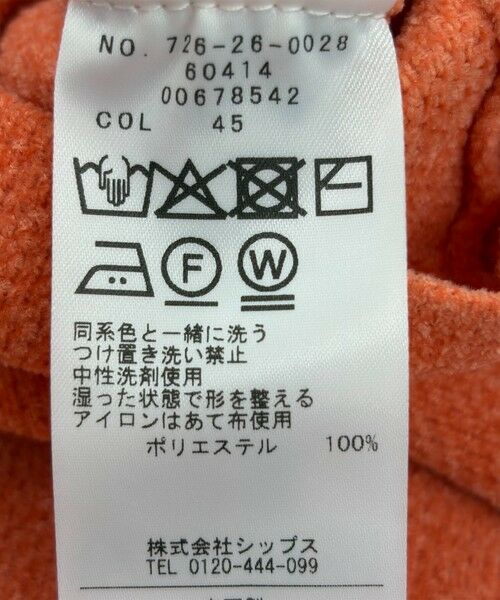 NO. 726-26-0028
60414
00678542
COL 45
F
W
同系色と一緒に洗う
つけ置き洗い禁止
中性洗剤使用
湿った状態で形を整える
アイロンはあて布使用
ポリエステル 100%
株式会社シップス
TEL 0120-444-099